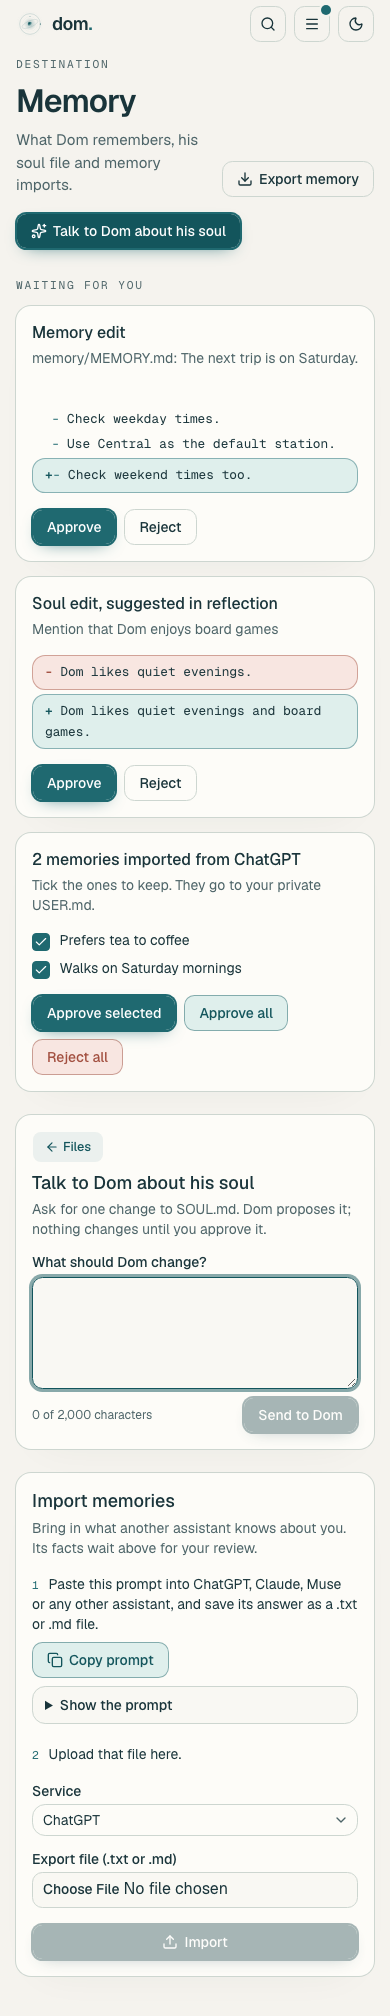 dom.
DESTINATION
Memory
What Dom remembers, his
soul file and memory
imports.
Export memory
Talk to Dom about his soul
WAITING FOR YOU
Memory edit
memory/MEMORY.md: The next trip is on Saturday.
- Check weekday times.
- Use Central as the default station.
+- Check weekend times too.
Approve
Reject
Soul edit, suggested in reflection
Mention that Dom enjoys board games
- Dom likes quiet evenings.
+ Dom likes quiet evenings and board
games.
Approve
Reject
2 memories imported from ChatGPT
Tick the ones to keep. They go to your private
USER.md.
Prefers tea to coffee
Walks on Saturday mornings
Approve selected
Approve all
Reject all
Files
Talk to Dom about his soul
Ask for one change to SOUL.md. Dom proposes it;
nothing changes until you approve it.
What should Dom change?
0 of 2,000 characters
Send to Dom
Import memories
Bring in what another assistant knows about you.
Its facts wait above for your review.
1 Paste this prompt into ChatGPT, Claude, Muse
or any other assistant, and save its answer as a .txt
or .md file.
Copy prompt
Show the prompt
2 Upload that file here.
Service
ChatGPT
Export file (.txt or .md)
Choose File No file chosen
Import